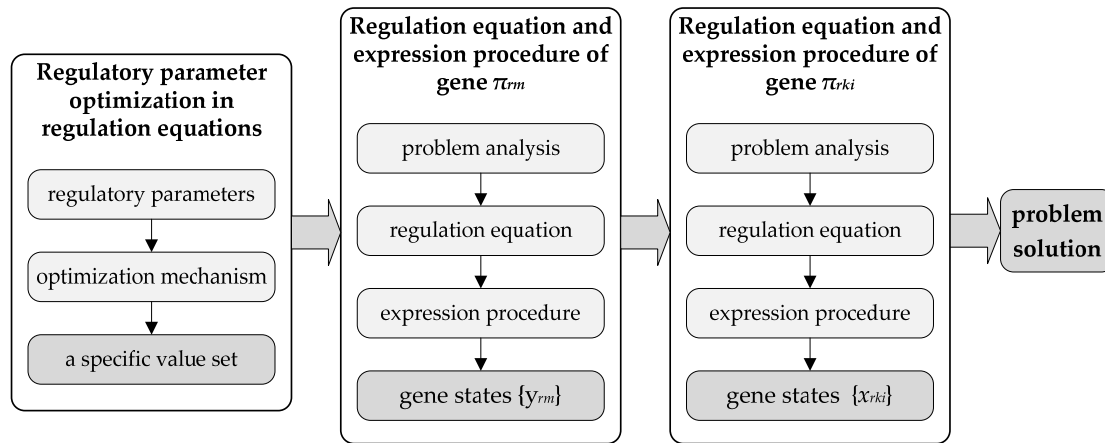 Regulatory parameter
optimization in
regulation equations
regulatory parameters
optimization mechanism
a specific value set
Regulation equation and
expression procedure of
gene πrm
problem analysis
regulation equation
expression procedure
gene states {yrm}
Regulation equation and
expression procedure of
gene πrki
problem analysis
regulation equation
expression procedure
gene states {xrki}
problem
solution